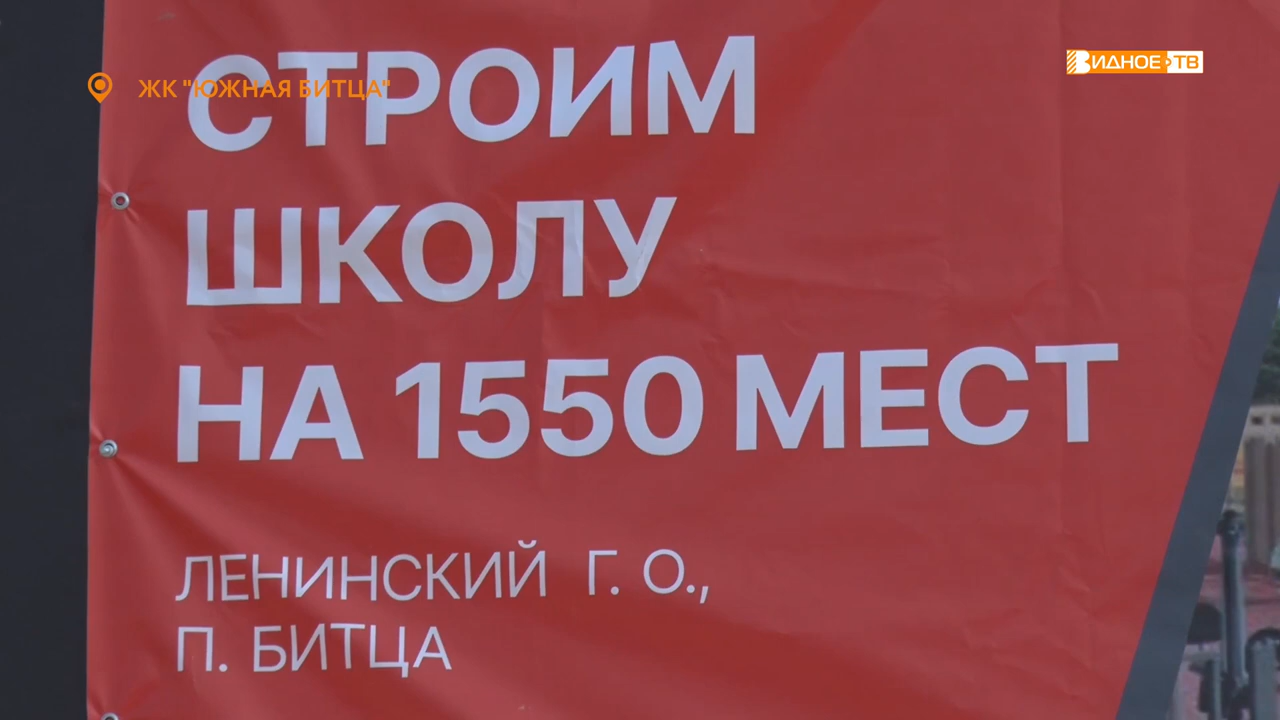 ЖК "ЮЖНАЯ БИТЦА"
ВИДНОЕ ТВ
СТРОИМ
ШКОЛУ
НА 1550 МЕСТ
ЛЕНИНСКИЙ Г. О.,
П. БИТЦА